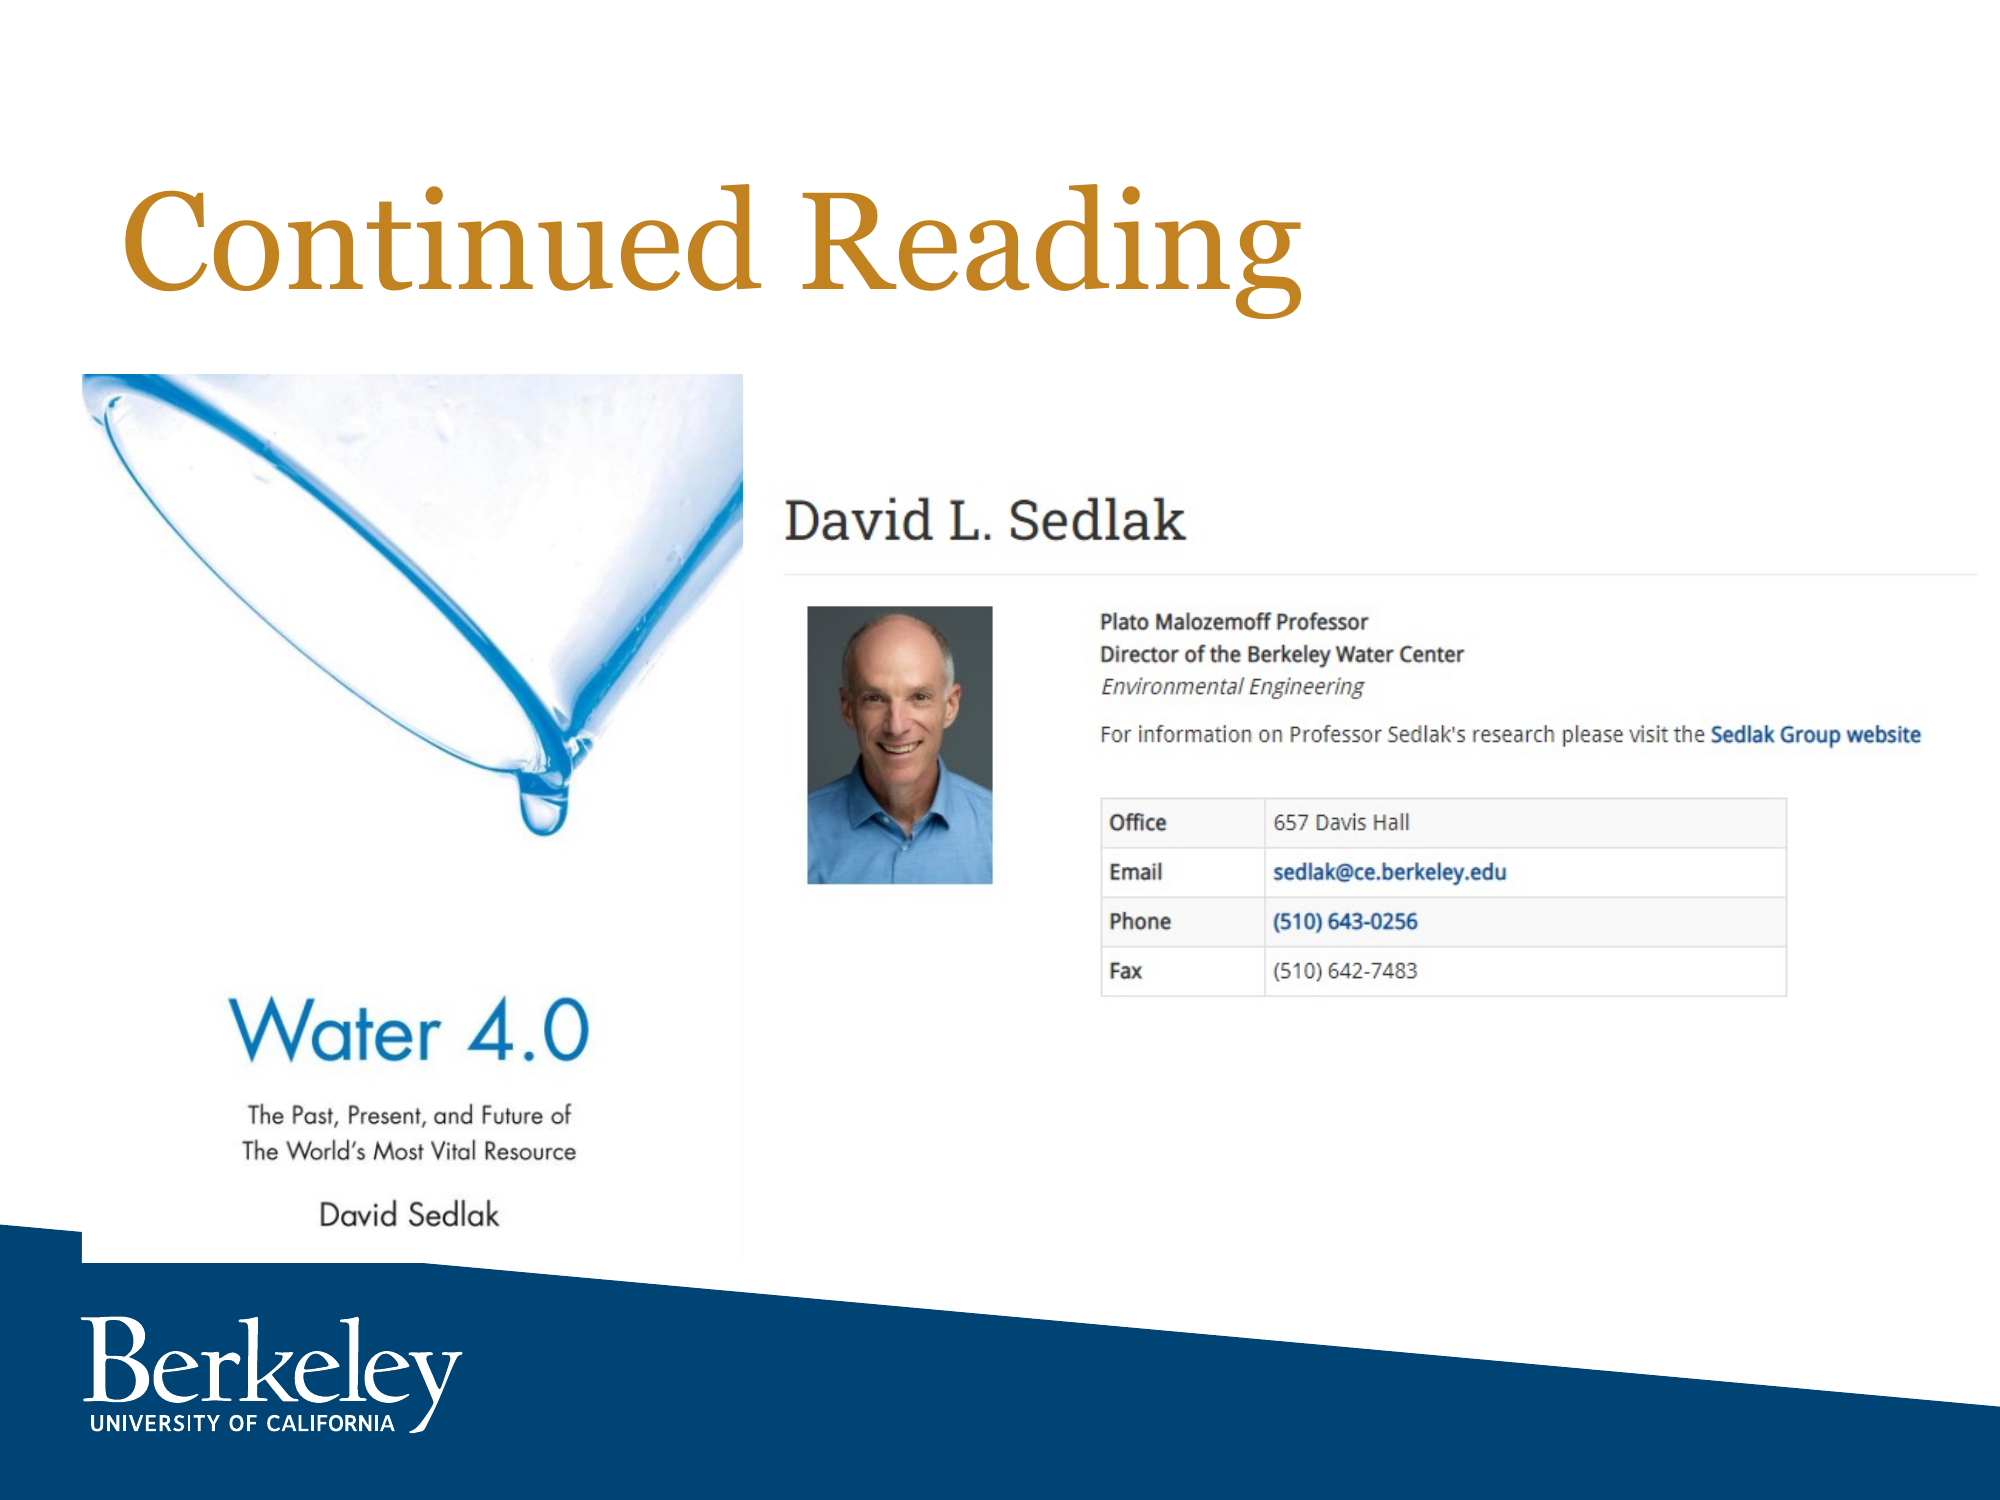 Continued Reading
Water 4.0
The Past, Present, and Future of
The World's Most Vital Resource
David Sedlak
David L. Sedlak
Plato Malozemoff Professor
Director of the Berkeley Water Center
Environmental Engineering
For information on Professor Sedlak's research please visit the Sedlak Group website
Office 657 Davis Hall
Email sedlak@ce.berkeley.edu
Phone (510) 643-0256
Fax (510) 642-7483
Berkeley
UNIVERSITY OF CALIFORNIA